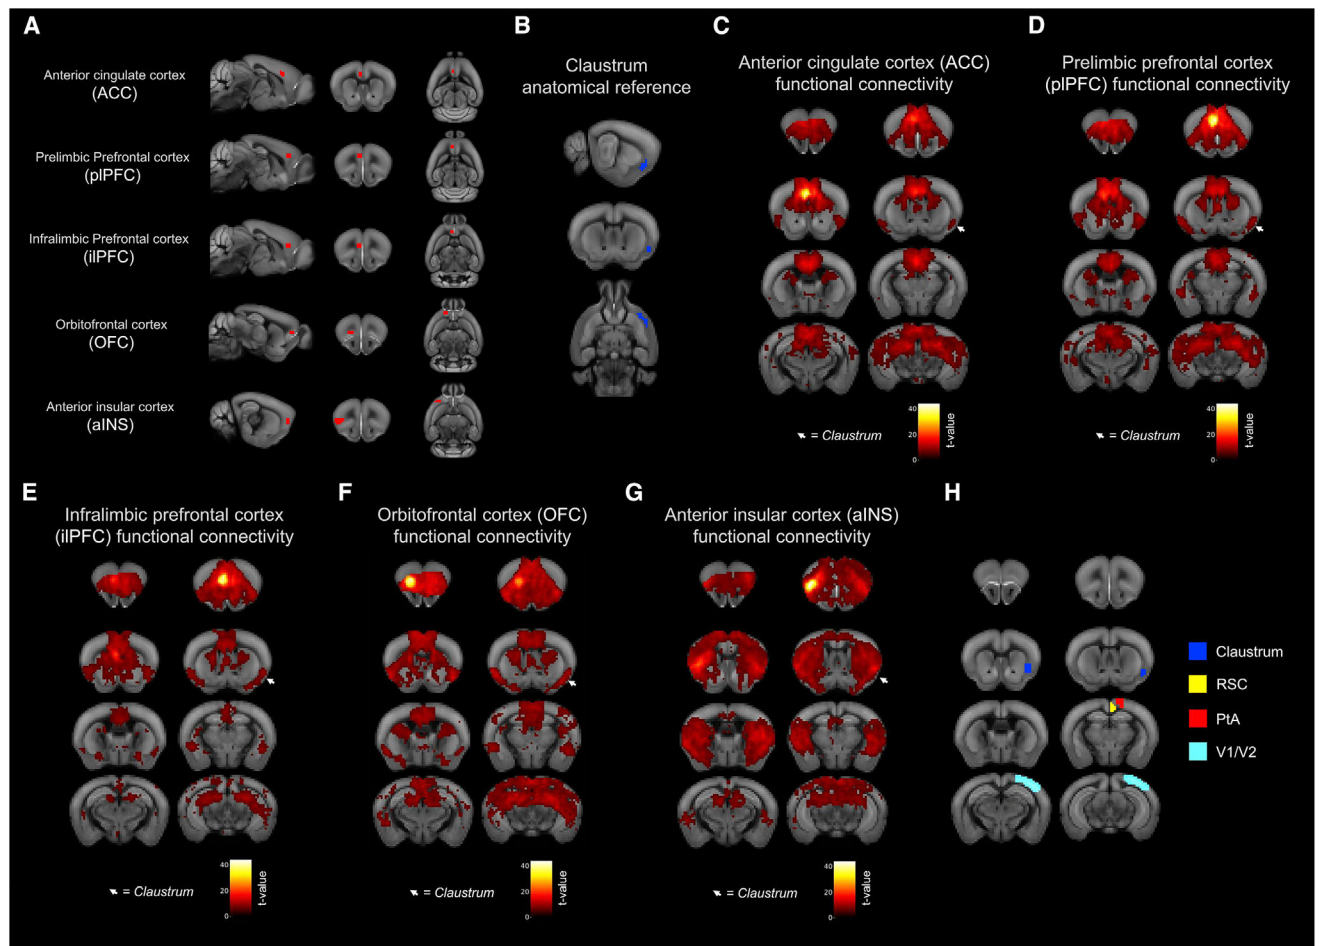 A
Anterior cingulate cortex
(ACC)
Prelimbic Prefrontal cortex
(plPFC)
Infralimbic Prefrontal cortex
(ilPFC)
Orbitofrontal cortex
(OFC)
Anterior insular cortex
(aINS)
B
Claustrum
anatomical reference
C
Anterior cingulate cortex (ACC)
functional connectivity
40
20
0
t-value
= Claustrum
D
Prelimbic prefrontal cortex
(plPFC) functional connectivity
40
20
0
t-value
= Claustrum
E
Infralimbic prefrontal cortex
(ilPFC) functional connectivity
40
20
0
t-value
= Claustrum
F
Orbitofrontal cortex (OFC)
functional connectivity
40
20
0
t-value
= Claustrum
G
Anterior insular cortex (aINS)
functional connectivity
40
20
0
t-value
= Claustrum
H
Claustrum
RSC
PtA
V1/V2